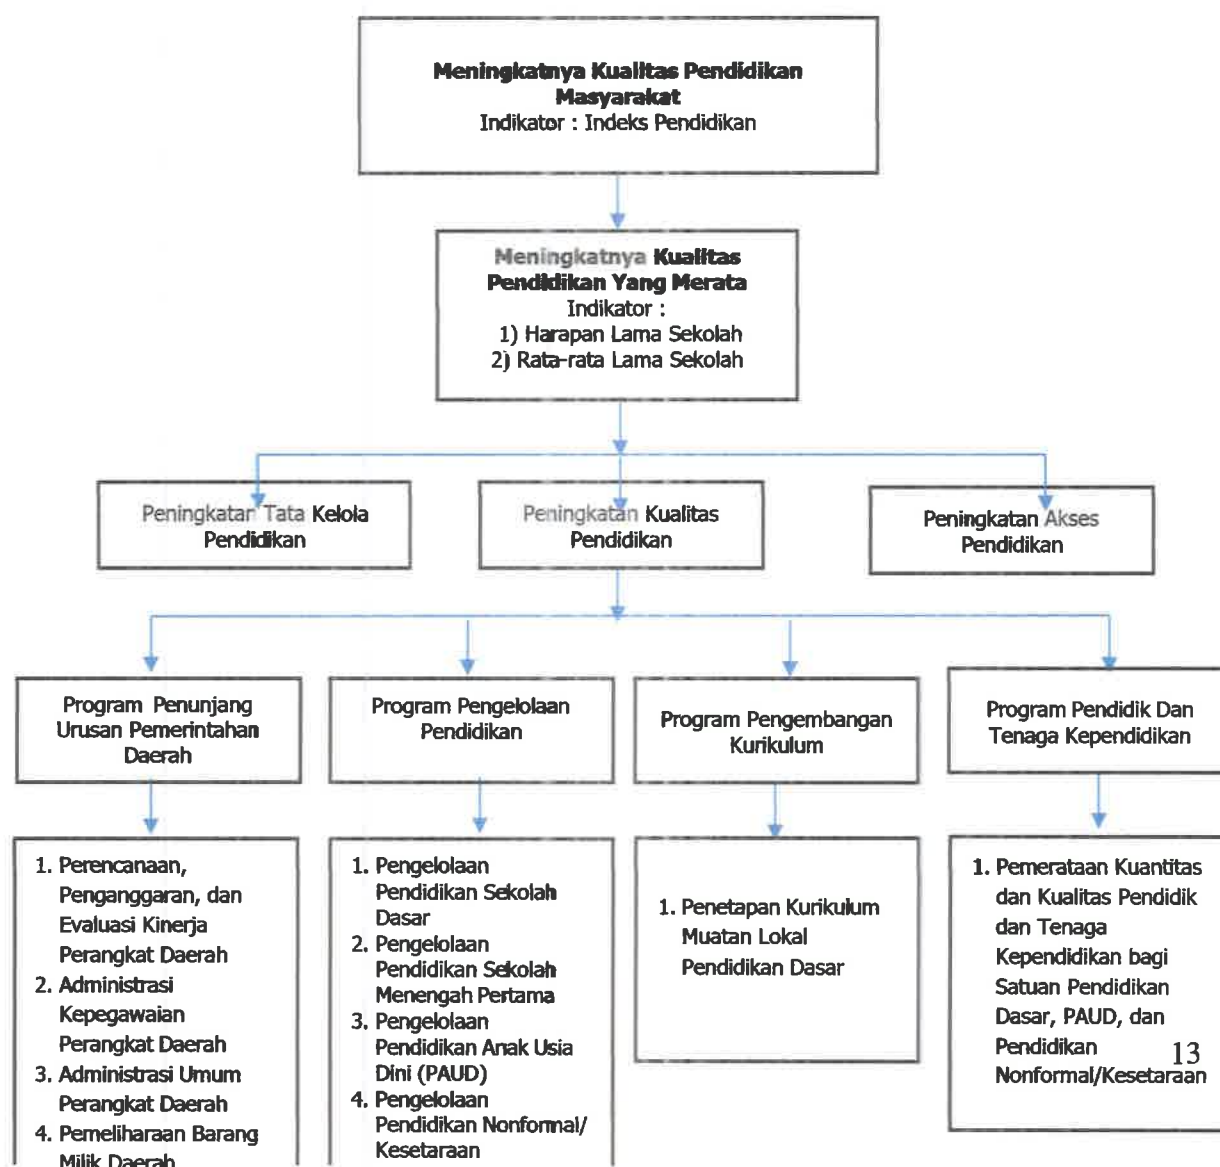 Meningkatnya Kualitas Pendidikan
Masyarakat
Indikator : Indeks Pendidikan
Meningkatnya Kualitas
Pendidikan Yang Merata
Indikator :
1) Harapan Lama Sekolah
2) Rata-rata Lama Sekolah
Peningkatan Tata Kelola
Pendidikan
Peningkatan Kualitas
Pendidikan
Peningkatan Akses
Pendidikan
Program Penunjang
Urusan Pemerintahan
Daerah
Program Pengelolaan
Pendidikan
Program Pengembangan
Kurikulum
Program Pendidik Dan
Tenaga Kependidikan
1. Perencanaan,
Penganggaran, dan
Evaluasi Kinerja
Perangkat Daerah
2. Administrasi
Kepegawaian
Perangkat Daerah
3. Administrasi Umum
Perangkat Daerah
4. Pemeliharaan Barang
Milik Daerah
1. Pengelolaan
Pendidikan Sekolah
Dasar
2. Pengelolaan
Pendidikan Sekolah
Menengah Pertama
3. Pengelolaan
Pendidikan Anak Usia
Dini (PAUD)
4. Pengelolaan
Pendidikan Nonformal/
Kesetaraan
1. Penetapan Kurikulum
Muatan Lokal
Pendidikan Dasar
1. Pemerataan Kuantitas
dan Kualitas Pendidik
dan Tenaga
Kependidikan bagi
Satuan Pendidikan
Dasar, PAUD, dan
Pendidikan
Nonformal/Kesetaraan
13